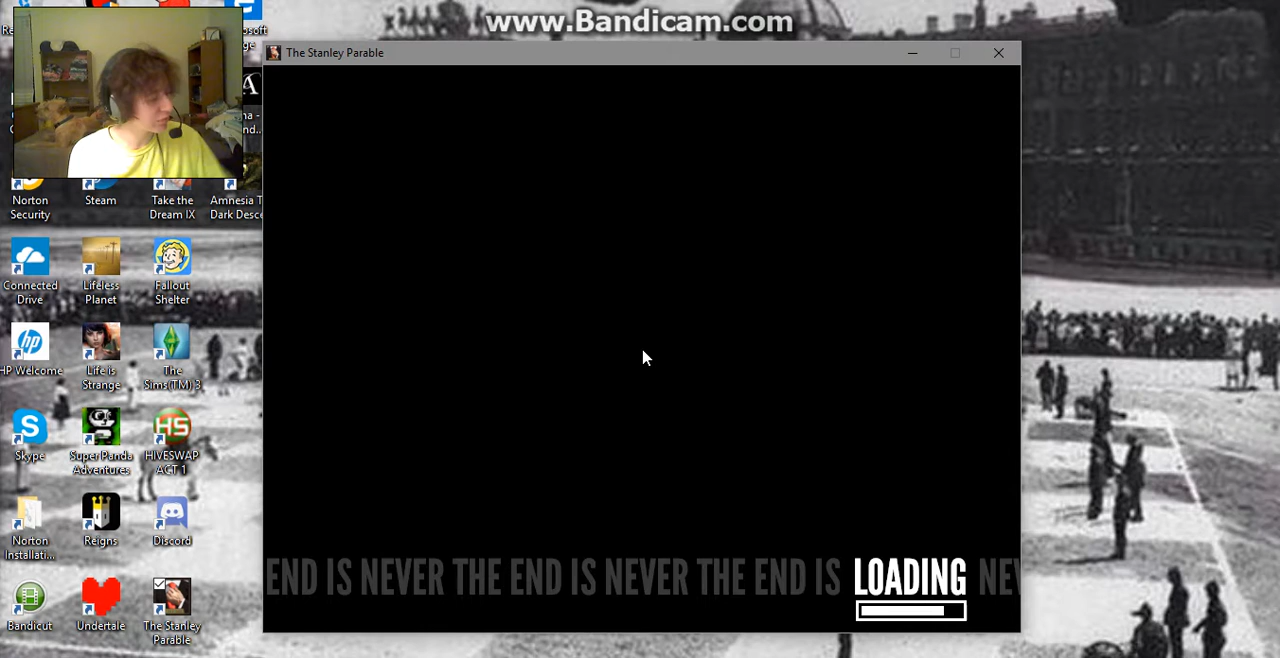 www.Bandicam.com
The Stanley Parable
Norton Security
Steam
Take the Dream IX
Amnesia T
Dark Desce
Connected Drive
Lifeless Planet
Fallout Shelter
HP Welcome
Life is Strange
The Sims(TM) 3
Skype
Super Panda Adventures
HIVESWAP ACT 1
Norton Installati...
Reigns
Discord
END IS NEVER THE END IS NEVER THE END IS LOADING NEV
Bandicut
Undertale
The Stanley Parable